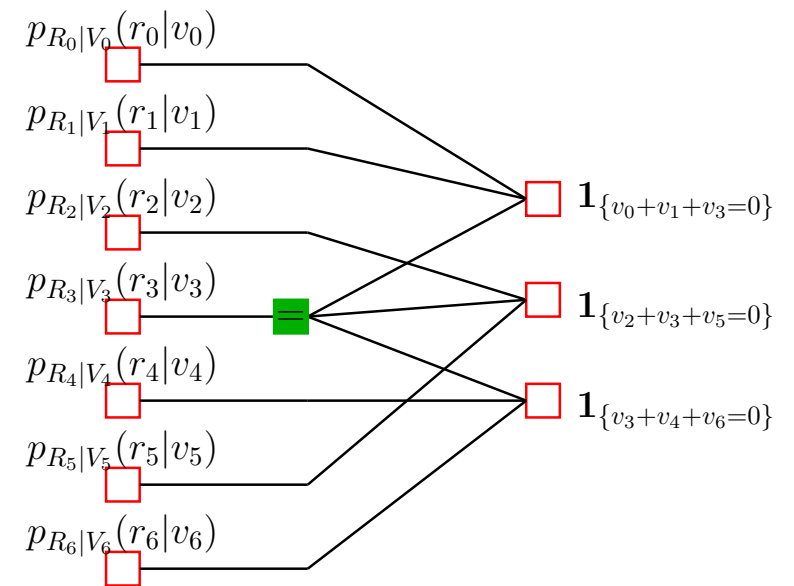 p_{R_0|V_0}(r_0|v_0)
p_{R_1|V_1}(r_1|v_1)
p_{R_2|V_2}(r_2|v_2)
p_{R_3|V_3}(r_3|v_3)
p_{R_4|V_4}(r_4|v_4)
p_{R_5|V_5}(r_5|v_5)
p_{R_6|V_6}(r_6|v_6)
=
1_{\{v_0+v_1+v_3=0\}}
1_{\{v_2+v_3+v_5=0\}}
1_{\{v_3+v_4+v_6=0\}}